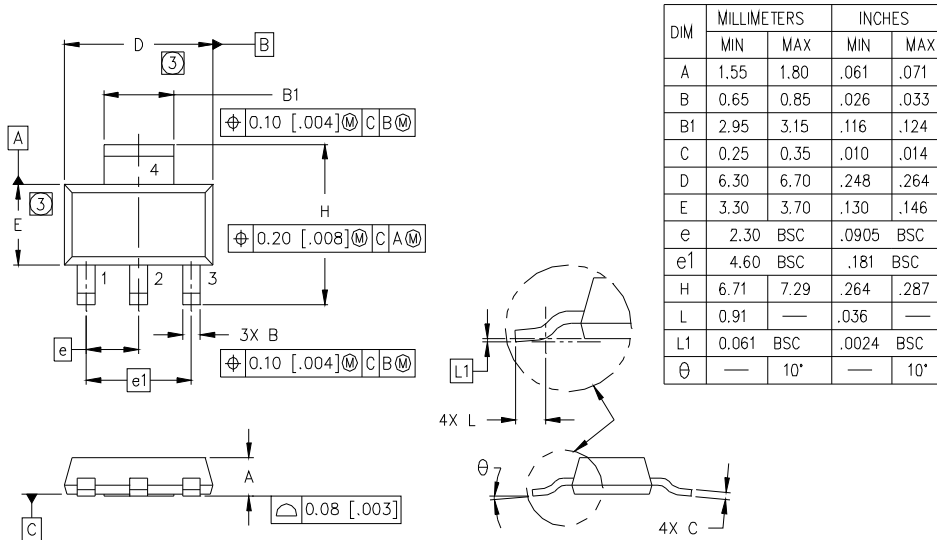 D
B
③
B1
⌖ 0.10 [.004]Ⓜ C BⓂ
A
4
③
E
H
⌖ 0.20 [.008]Ⓜ C AⓂ
1 2 3
3X B
e
⌖ 0.10 [.004]Ⓜ C BⓂ
e1
L1
4X L
A
C
⌓ 0.08 [.003]
θ
4X C
DIM MILLIMETERS INCHES
MIN MAX MIN MAX
A 1.55 1.80 .061 .071
B 0.65 0.85 .026 .033
B1 2.95 3.15 .116 .124
C 0.25 0.35 .010 .014
D 6.30 6.70 .248 .264
E 3.30 3.70 .130 .146
e 2.30 BSC .0905 BSC
e1 4.60 BSC .181 BSC
H 6.71 7.29 .264 .287
L 0.91 — .036 —
L1 0.061 BSC .0024 BSC
θ — 10° — 10°